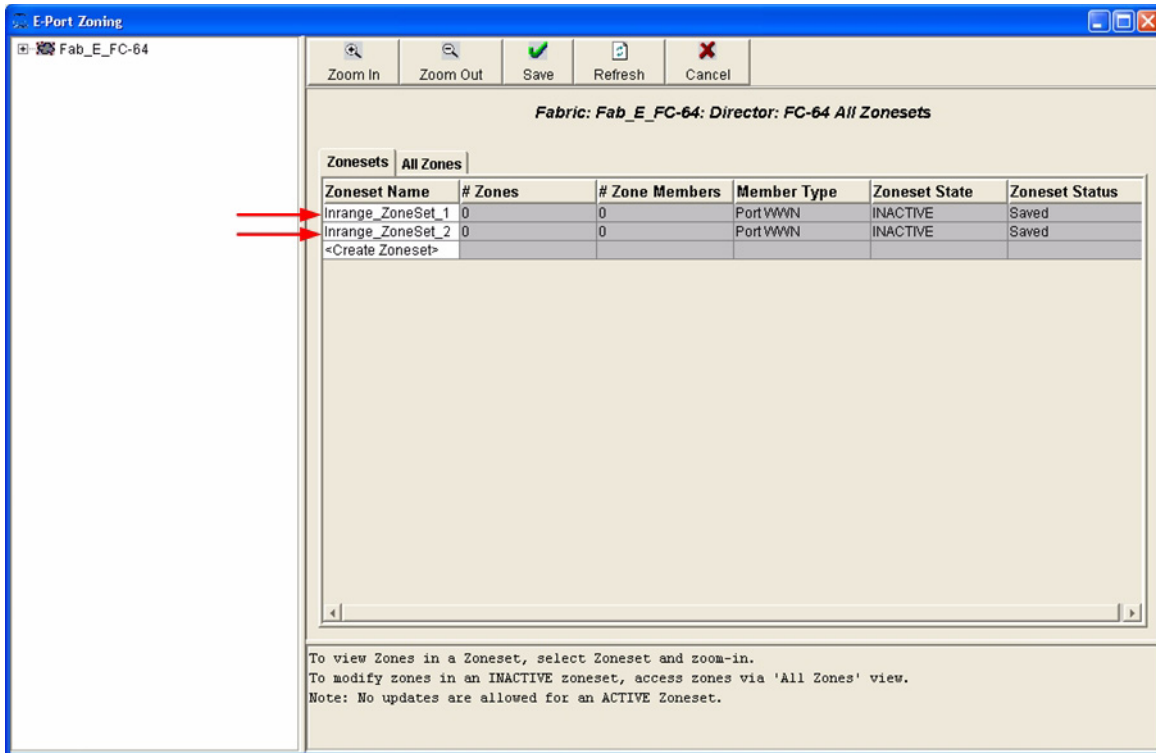 E-Port Zoning
Fab_E_FC-64
Zoom In Zoom Out Save Refresh Cancel
Fabric: Fab_E_FC-64: Director: FC-64 All Zonesets
Zonesets All Zones
Zoneset Name # Zones # Zone Members Member Type Zoneset State Zoneset Status
Inrange_ZoneSet_1 0 0 Port WWN INACTIVE Saved
Inrange_ZoneSet_2 0 0 Port WWN INACTIVE Saved
<Create Zoneset>
To view Zones in a Zoneset, select Zoneset and zoom-in.
To modify zones in an INACTIVE zoneset, access zones via 'All Zones' view.
Note: No updates are allowed for an ACTIVE Zoneset.